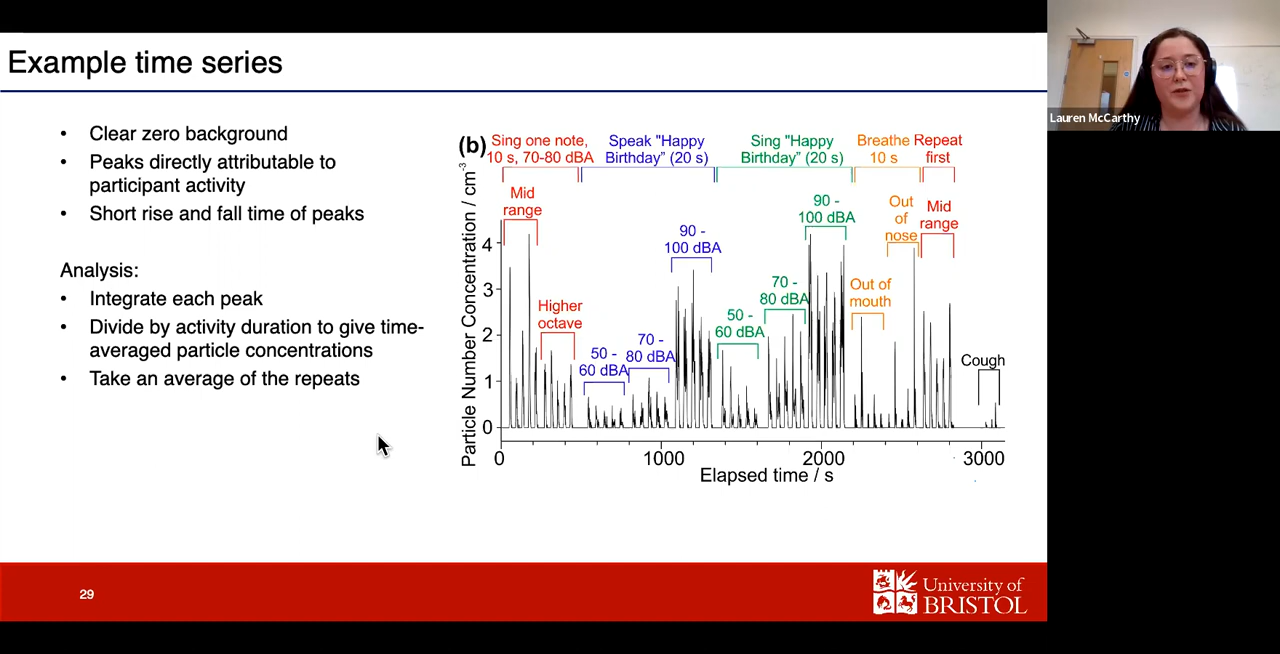 Example time series
• Clear zero background
• Peaks directly attributable to
participant activity
• Short rise and fall time of peaks
Analysis:
• Integrate each peak
• Divide by activity duration to give time-
averaged particle concentrations
• Take an average of the repeats
(b)
Sing one note,
10 s, 70-80 dBA
Speak "Happy
Birthday” (20 s)
Sing "Happy
Birthday” (20 s)
Breathe
10 s
Repeat
first
Mid
range
Higher
octave
50 -
60 dBA
70 -
80 dBA
90 -
100 dBA
50 -
60 dBA
70 -
80 dBA
90 -
100 dBA
Out of
mouth
Out
of
nose
Mid
range
Cough
Particle Number Concentration / cm⁻³
4
3
2
1
0
0 1000 2000 3000
Elapsed time / s
29
University of
BRISTOL
Lauren McCarthy